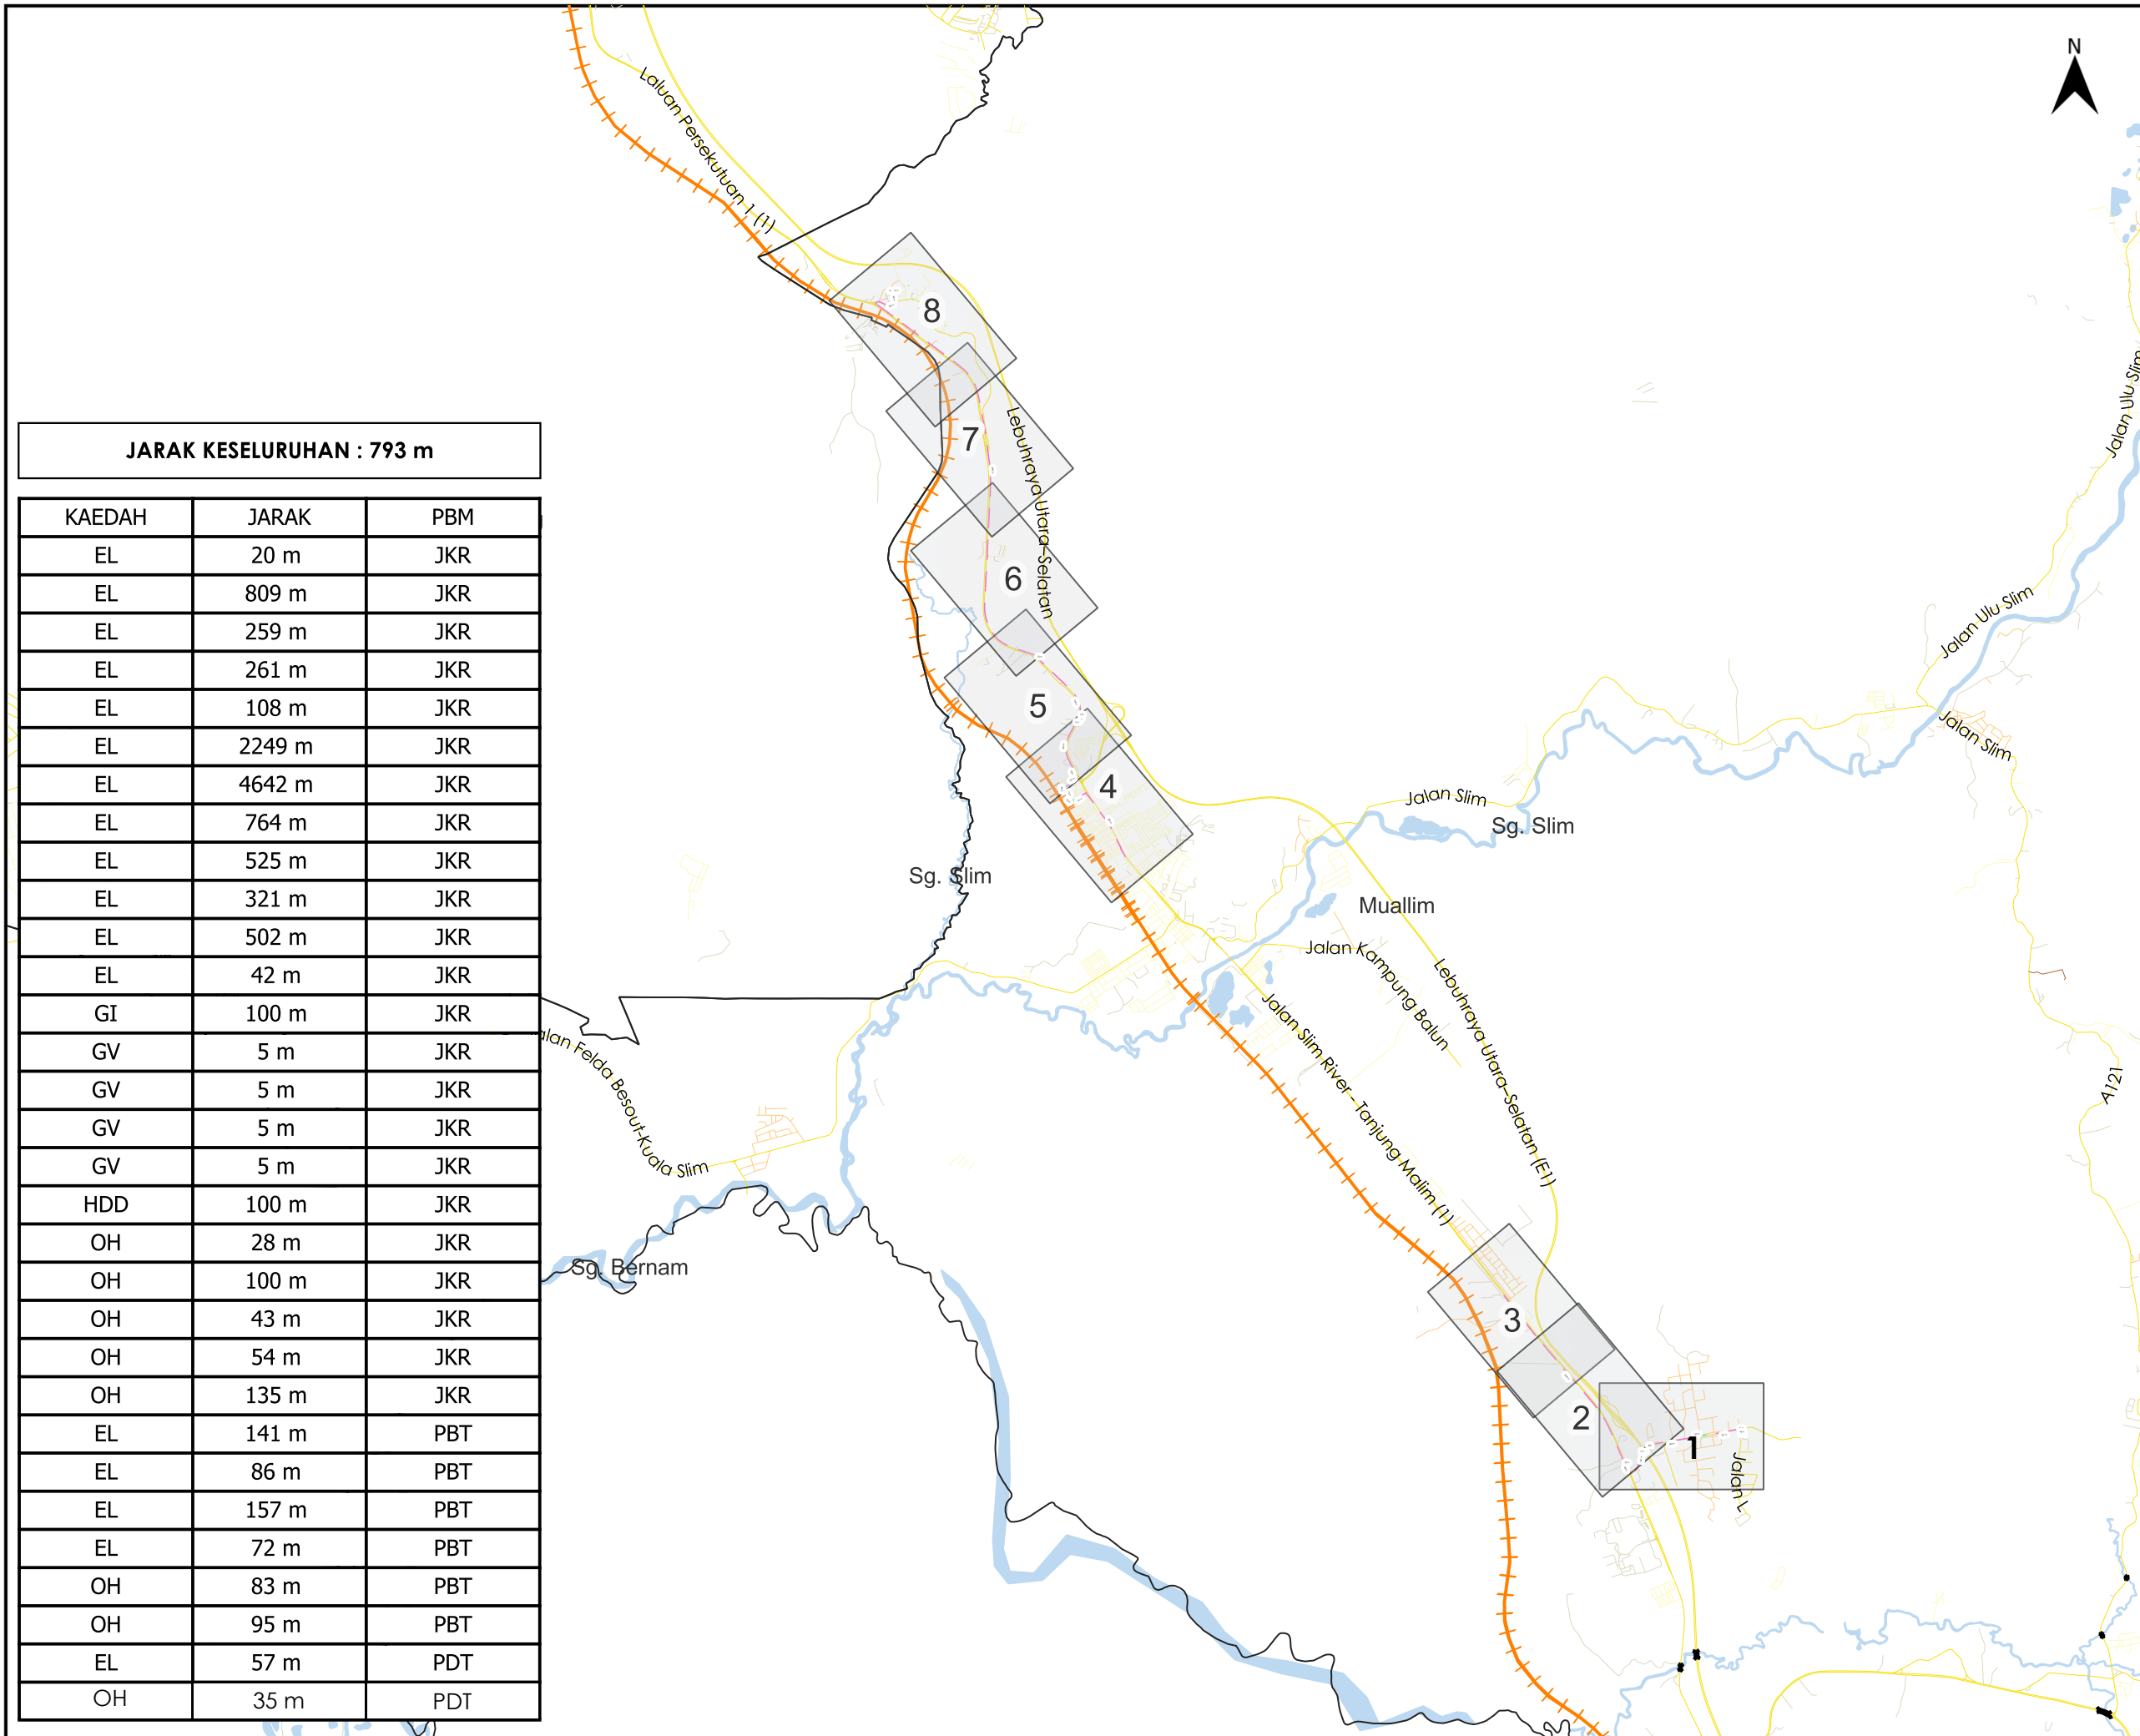 N
Laluan Persekutuan 1 (1)
8
7
Lebuhraya Utara-Selatan
6
5
4
JARAK KESELURUHAN : 793 m
KAEDAH JARAK PBM
EL 20 m JKR
EL 809 m JKR
EL 259 m JKR
EL 261 m JKR
EL 108 m JKR
EL 2249 m JKR
EL 4642 m JKR
EL 764 m JKR
EL 525 m JKR
EL 321 m JKR
EL 502 m JKR
EL 42 m JKR
GI 100 m JKR
GV 5 m JKR
GV 5 m JKR
GV 5 m JKR
GV 5 m JKR
HDD 100 m JKR
OH 28 m JKR
OH 100 m JKR
OH 43 m JKR
OH 54 m JKR
OH 135 m JKR
EL 141 m PBT
EL 86 m PBT
EL 157 m PBT
EL 72 m PBT
OH 83 m PBT
OH 95 m PBT
EL 57 m PDT
OH 35 m PDT
Jalan Ulu Slim
Jalan Ulu Slim
Jalan Slim
Jalan Slim
Sg. Slim
Sg. Slim
Muallim
Jalan Kampung Balun
Lebuhraya Utara-Selatan (E1)
Jalan Slim River - Tanjung Malim (1)
alan Felda Besout-Kuala Slim
A121
Sg. Bernam
3
2
1
Jalan L